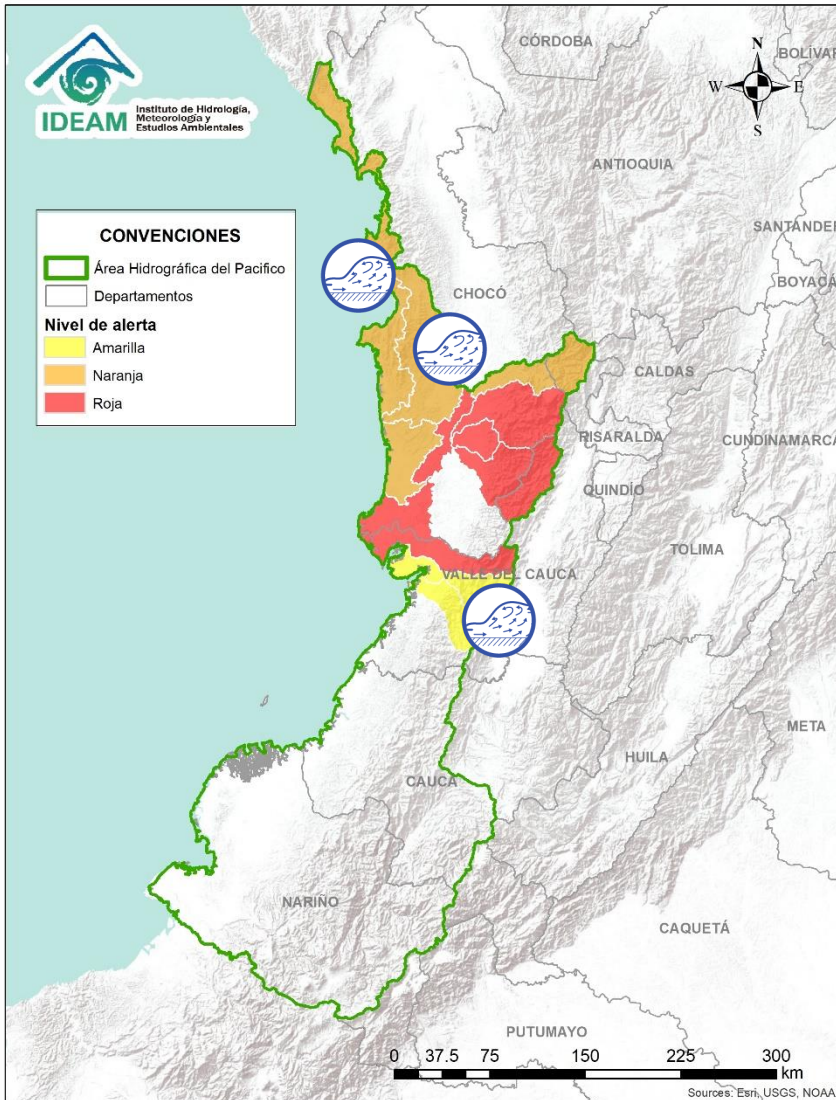 IDEAM
Instituto de Hidrología,
Meteorología y
Estudios Ambientales
CÓRDOBA
BOLÍVAR
N
W
E
S
ANTIOQUIA
SANTANDER
BOYACÁ
CONVENCIONES
Área Hidrográfica del Pacifico
Departamentos
Nivel de alerta
Amarilla
Naranja
Roja
CHOCÓ
CALDAS
RISARALDA
CUNDINAMARCA
QUINDÍO
TOLIMA
VALLE DEL CAUCA
META
HUILA
CAUCA
NARIÑO
CAQUETÁ
PUTUMAYO
0 37.5 75 150 225 300
km
Sources: Esri, USGS, NOAA